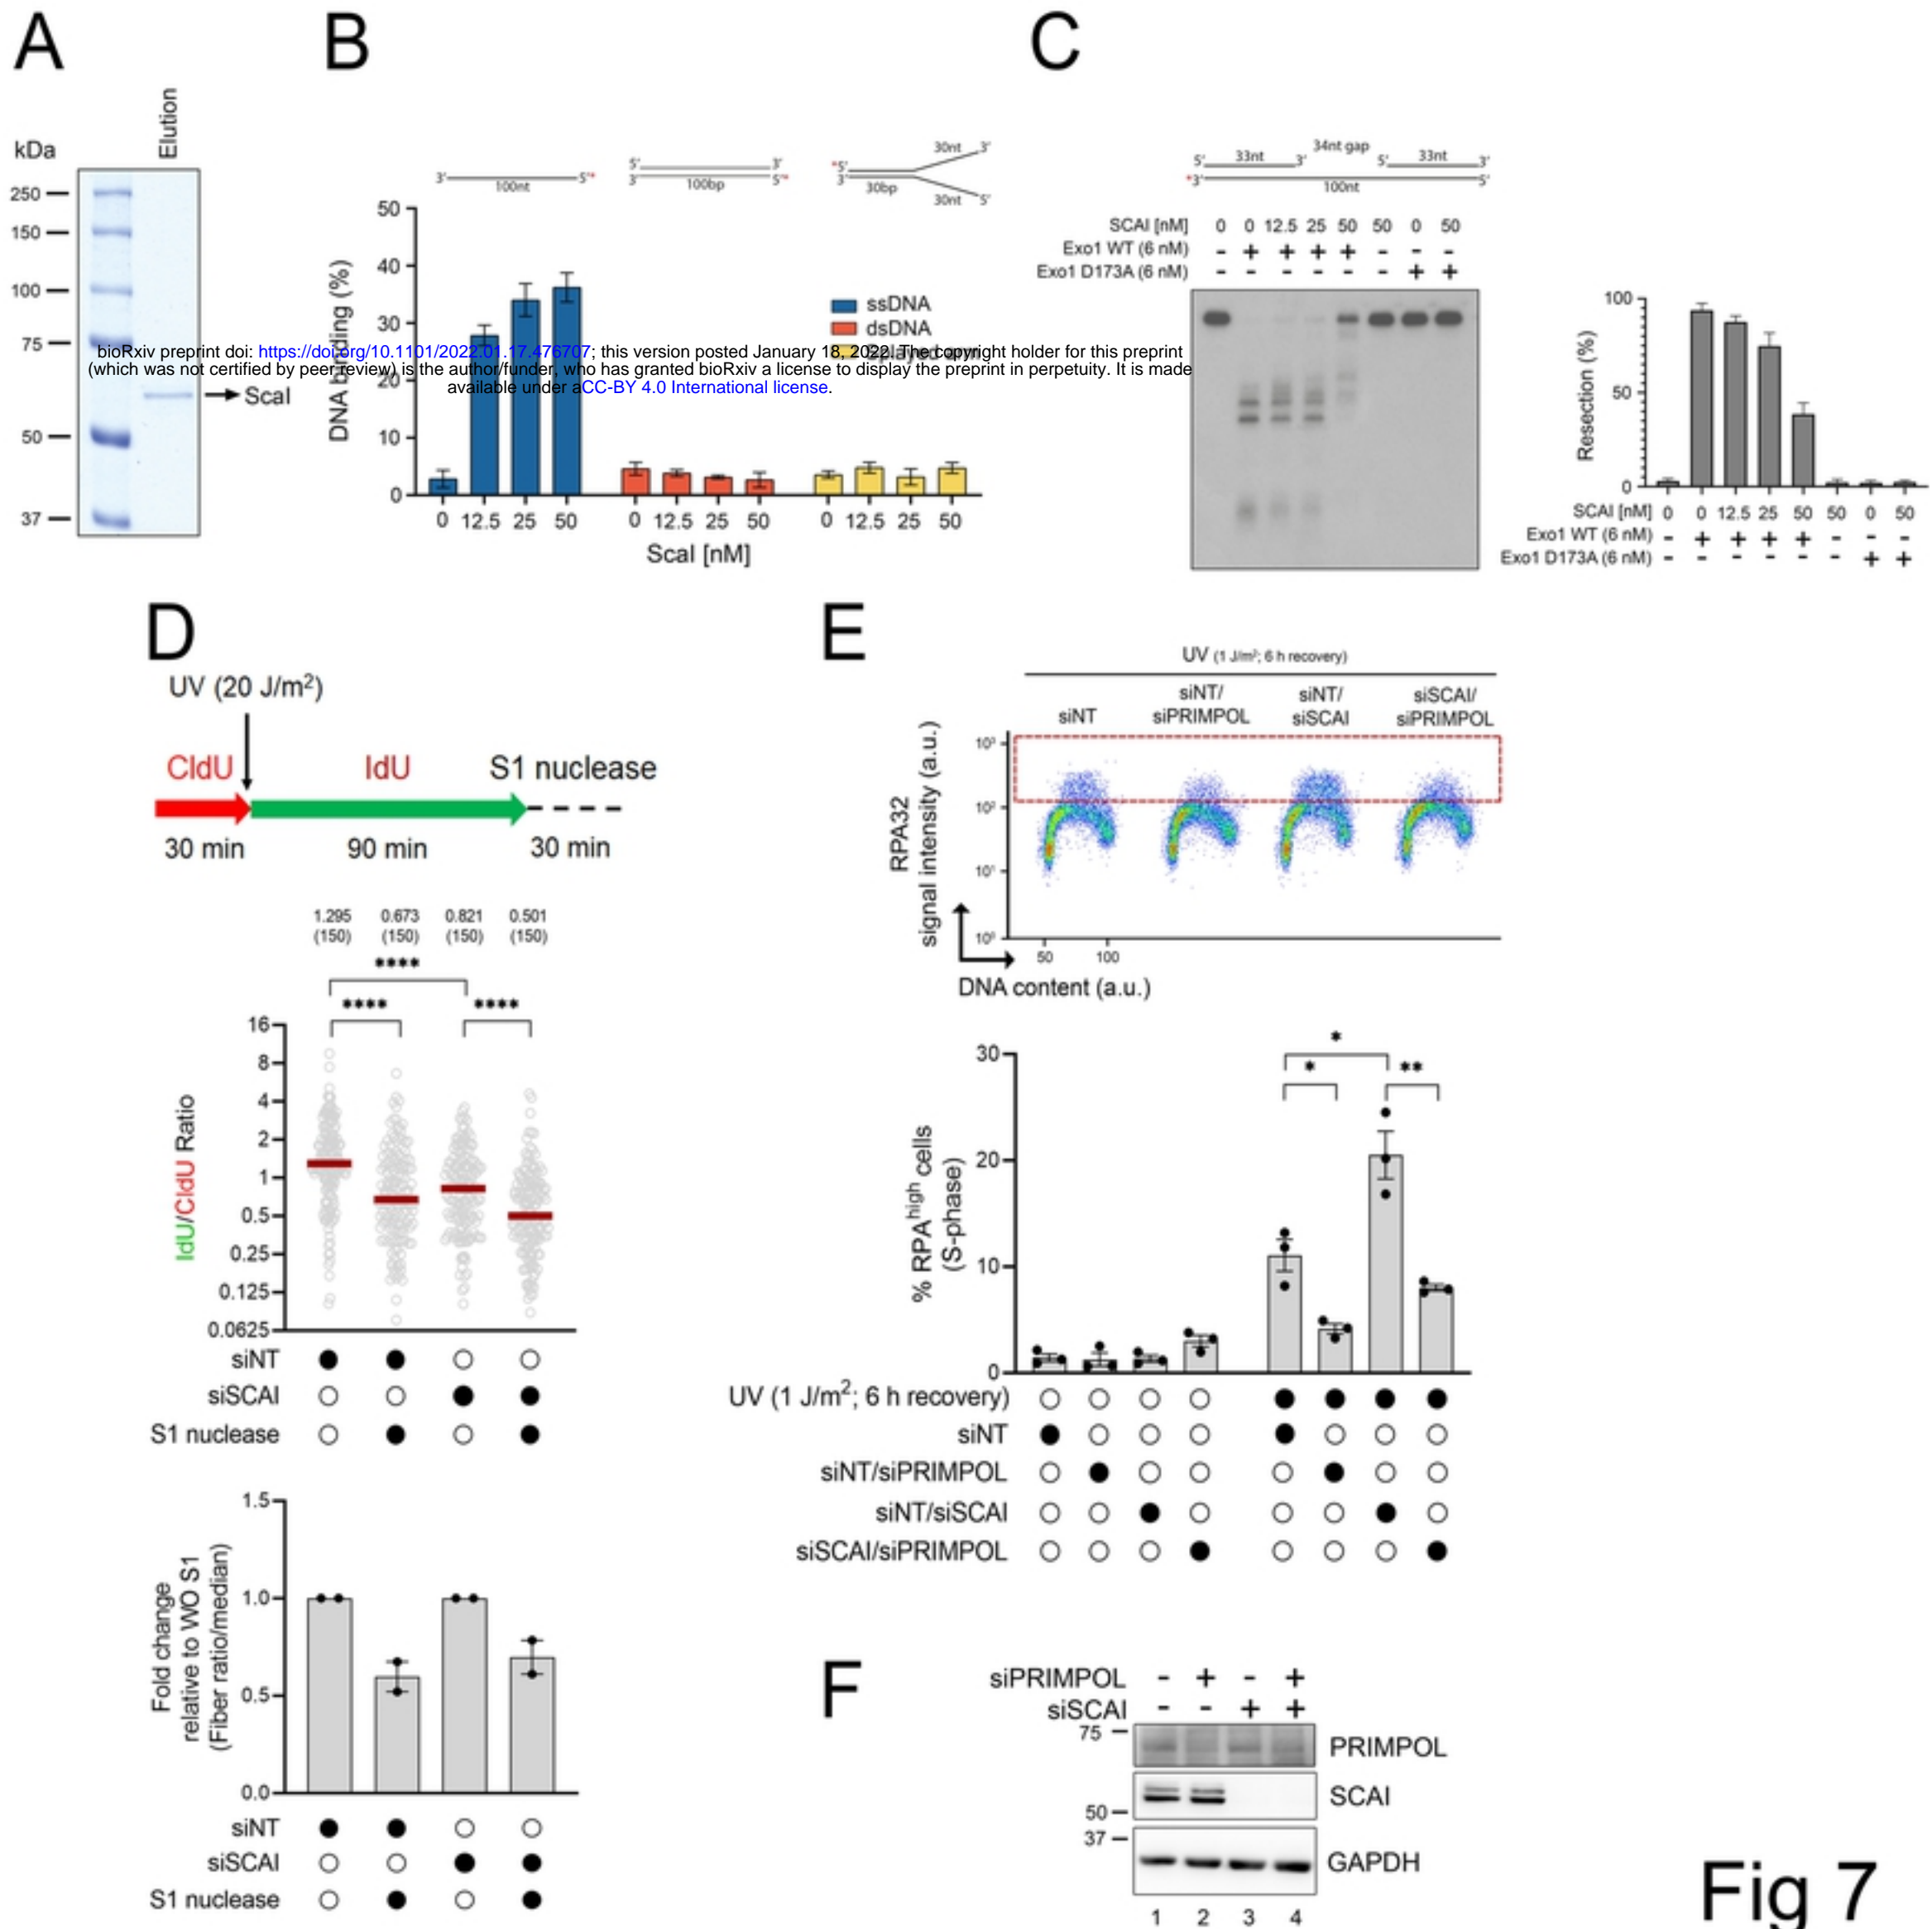 A
kDa
Elution
250
150
100
75
50
37
ScaI
B
3' 100nt 5'*
5' 3'
3' 100bp 5'*
*5' 30nt 3'
3' 30bp
30nt 5'
DNA binding (%)
50
40
30
20
10
0
ssDNA
dsDNA
0 12.5 25 50 0 12.5 25 50 0 12.5 25 50
ScaI [nM]
bioRxiv preprint doi: https://doi.org/10.1101/2022.01.17.476707; this version posted January 18, 2022. The copyright holder for this preprint
(which was not certified by peer review) is the author/funder, who has granted bioRxiv a license to display the preprint in perpetuity. It is made
available under aCC-BY 4.0 International license.
C
34nt gap
5' 33nt 3' 5' 33nt 3'
*3' 100nt 5'
SCAI [nM] 0 0 12.5 25 50 50 0 50
Exo1 WT (6 nM) - + + + + - - -
Exo1 D173A (6 nM) - - - - - - + +
Resection (%)
100
50
0
SCAI [nM] 0 0 12.5 25 50 50 0 50
Exo1 WT (6 nM) - + + + + - - -
Exo1 D173A (6 nM) - - - - - - + +
D
UV (20 J/m²)
CldU IdU S1 nuclease
30 min 90 min 30 min
1.295 0.673 0.821 0.501
(150) (150) (150) (150)
****
**** ****
IdU/CldU Ratio
16
8
4
2
1
0.5
0.25
0.125
0.0625
siNT
siSCAI
S1 nuclease
Fold change
relative to WO S1
(Fiber ratio/median)
1.5
1.0
0.5
0.0
siNT
siSCAI
S1 nuclease
E
UV (1 J/m²; 6 h recovery)
siNT siNT/ siNT/ siSCAI/
siPRIMPOL siSCAI siPRIMPOL
RPA32
signal intensity (a.u.)
10³
10²
10¹
10⁰
50 100
DNA content (a.u.)
% RPAʰⁱᵍʰ cells
(S-phase)
30
20
10
0
*
* **
UV (1 J/m²; 6 h recovery)
siNT
siNT/siPRIMPOL
siNT/siSCAI
siSCAI/siPRIMPOL
F
siPRIMPOL - + - +
siSCAI - - + +
75
PRIMPOL
SCAI
50
37
GAPDH
1 2 3 4
Fig 7